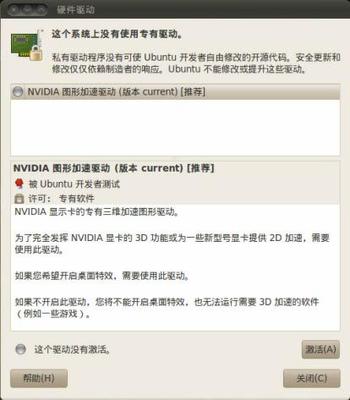 硬件驱动
这个系统上没有使用专有驱动。
私有驱动程序没有可使 Ubuntu 开发者自由修改的开源代码。安全更新和
修改仅仅依赖制造者的响应。Ubuntu 不能修改或提升这些驱动。
NVIDIA 图形加速驱动 (版本 current) [推荐]
NVIDIA 图形加速驱动 (版本 current) [推荐]
被 Ubuntu 开发者测试
许可： 专有软件
NVIDIA 显示卡的专有三维加速图形驱动。
为了完全发挥 NVIDIA 显卡的 3D 功能或为一些新型号显卡提供 2D 加速，需要
使用此驱动。
如果您希望开启桌面特效，需要使用此驱动。
如果不开启此驱动，您将不能开启桌面特效，也无法运行需要 3D 加速的软件
（例如一些游戏）。
这个驱动没有激活。
激活(A)
帮助(H)
关闭(C)